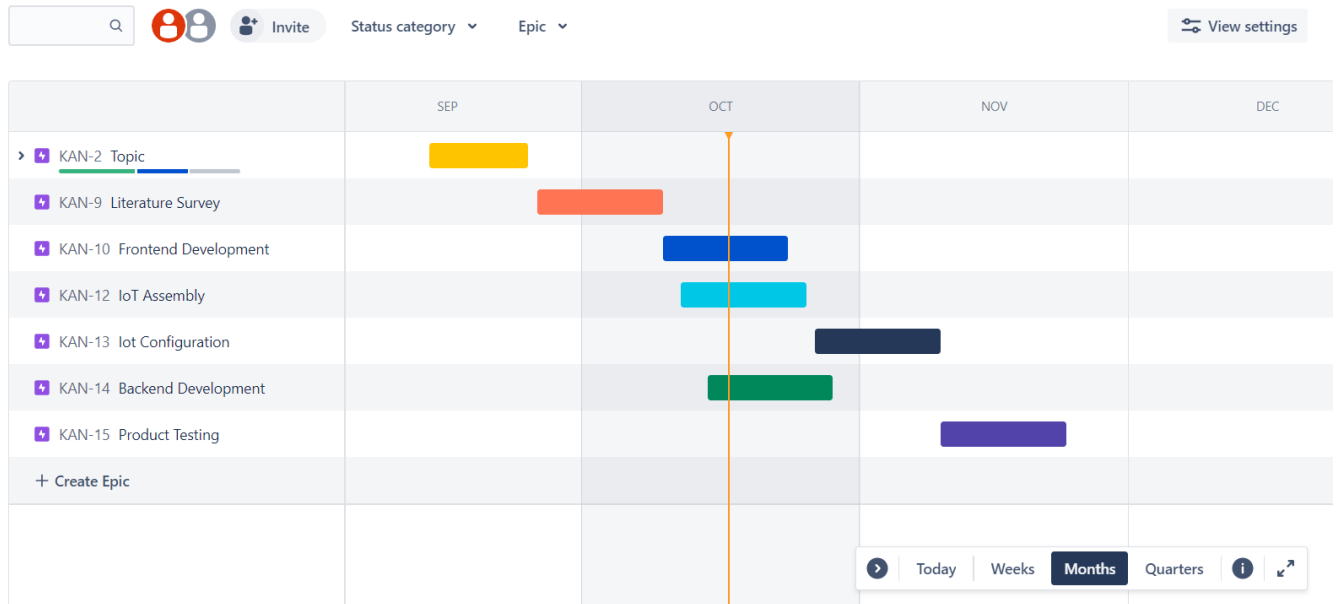 Invite Status category Epic View settings
SEP OCT NOV DEC
KAN-2 Topic
KAN-9 Literature Survey
KAN-10 Frontend Development
KAN-12 IoT Assembly
KAN-13 Iot Configuration
KAN-14 Backend Development
KAN-15 Product Testing
+ Create Epic
Today Weeks Months Quarters